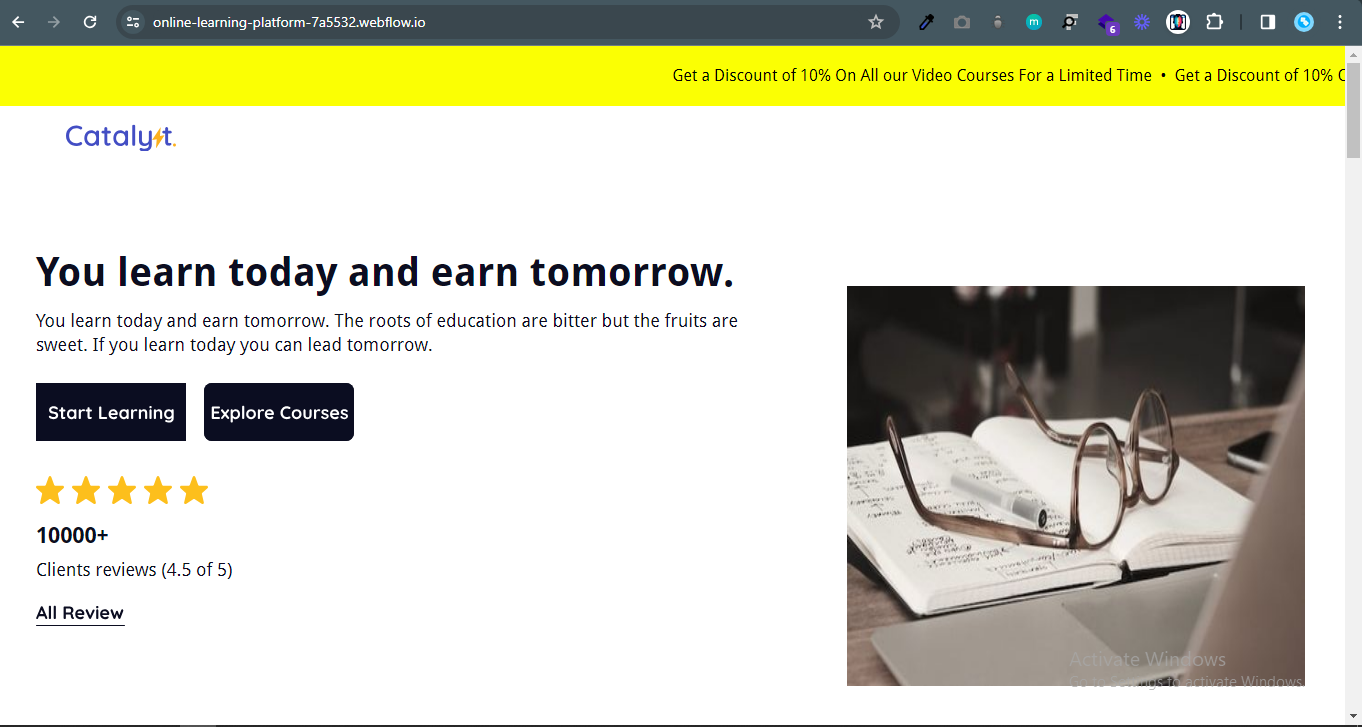 online-learning-platform-7a5532.webflow.io
6
Get a Discount of 10% On All our Video Courses For a Limited Time • Get a Discount of 10%
Catalyst.
You learn today and earn tomorrow.
You learn today and earn tomorrow. The roots of education are bitter but the fruits are
sweet. If you learn today you can lead tomorrow.
Start Learning
Explore Courses
10000+
Clients reviews (4.5 of 5)
All Review
Activate Windows
Go to Settings to activate Windows.